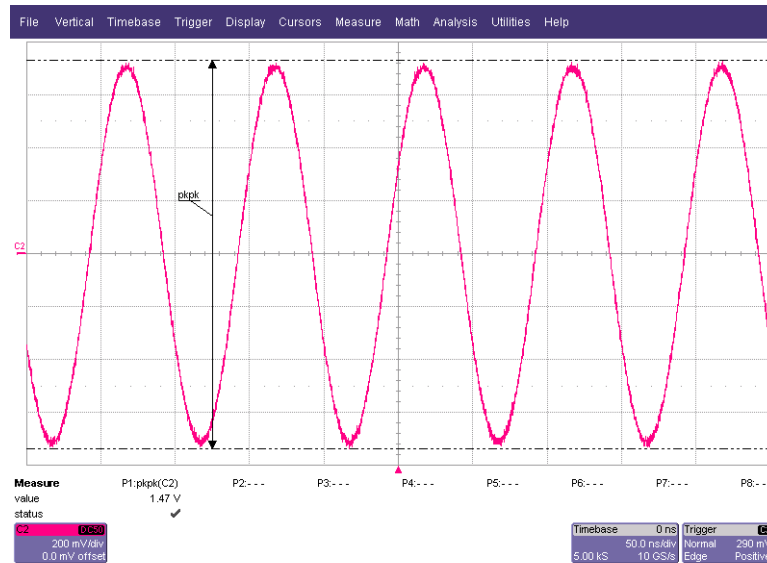 File Vertical Timebase Trigger Display Cursors Measure Math Analysis Utilities Help
pkpk
C2
Measure P1:pkpk(C2) P2:- - - P3:- - - P4:- - - P5:- - - P6:- - - P7:- - - P8:- -
value 1.47 V
status
C2 DC50
200 mV/div
0.0 mV offset
Timebase 0 ns
50.0 ns/div
5.00 kS 10 GS/s
Trigger
Normal 290 mV
Edge Positive